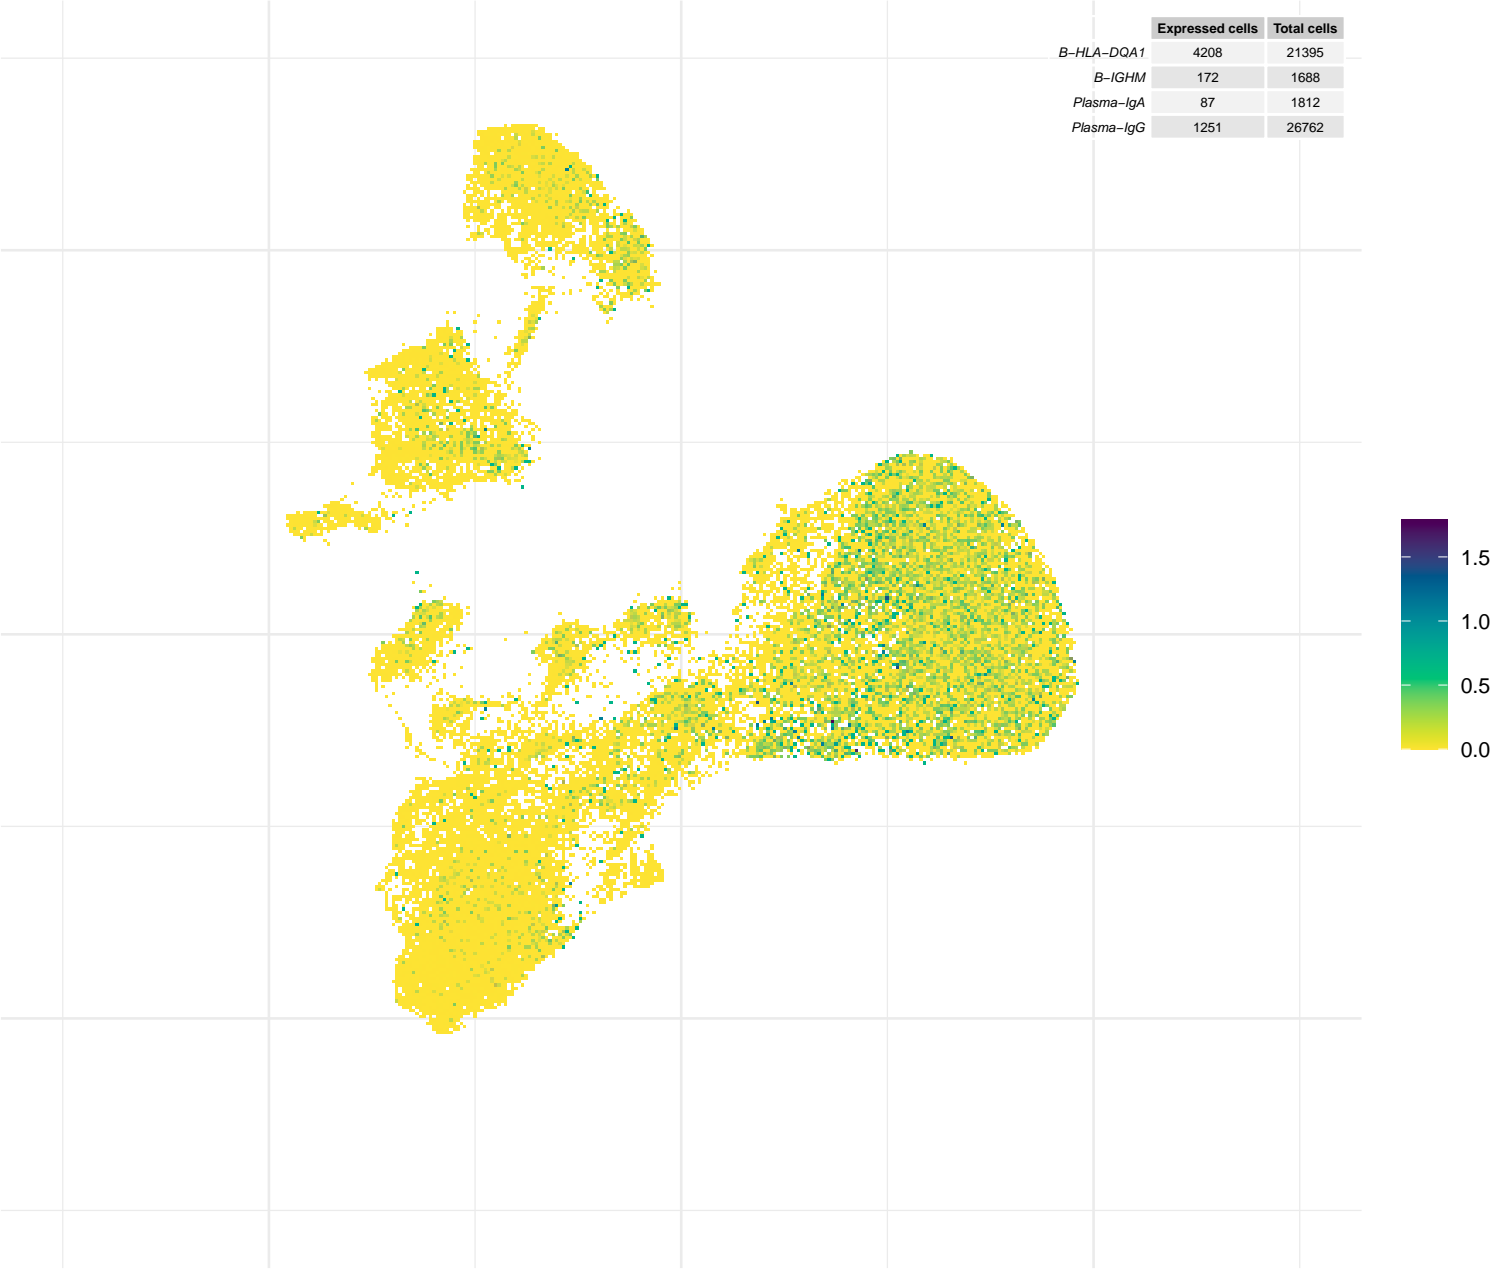 Expressed cells Total cells
B−HLA−DQA1 4208 21395
B−IGHM 172 1688
Plasma−IgA 87 1812
Plasma−IgG 1251 26762
1.5
1.0
0.5
0.0